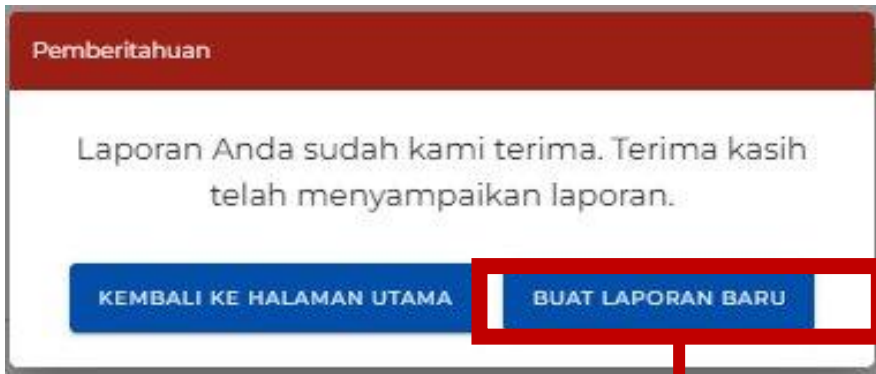 Pemberitahuan
Laporan Anda sudah kami terima. Terima kasih
telah menyampaikan laporan.
KEMBALI KE HALAMAN UTAMA BUAT LAPORAN BARU